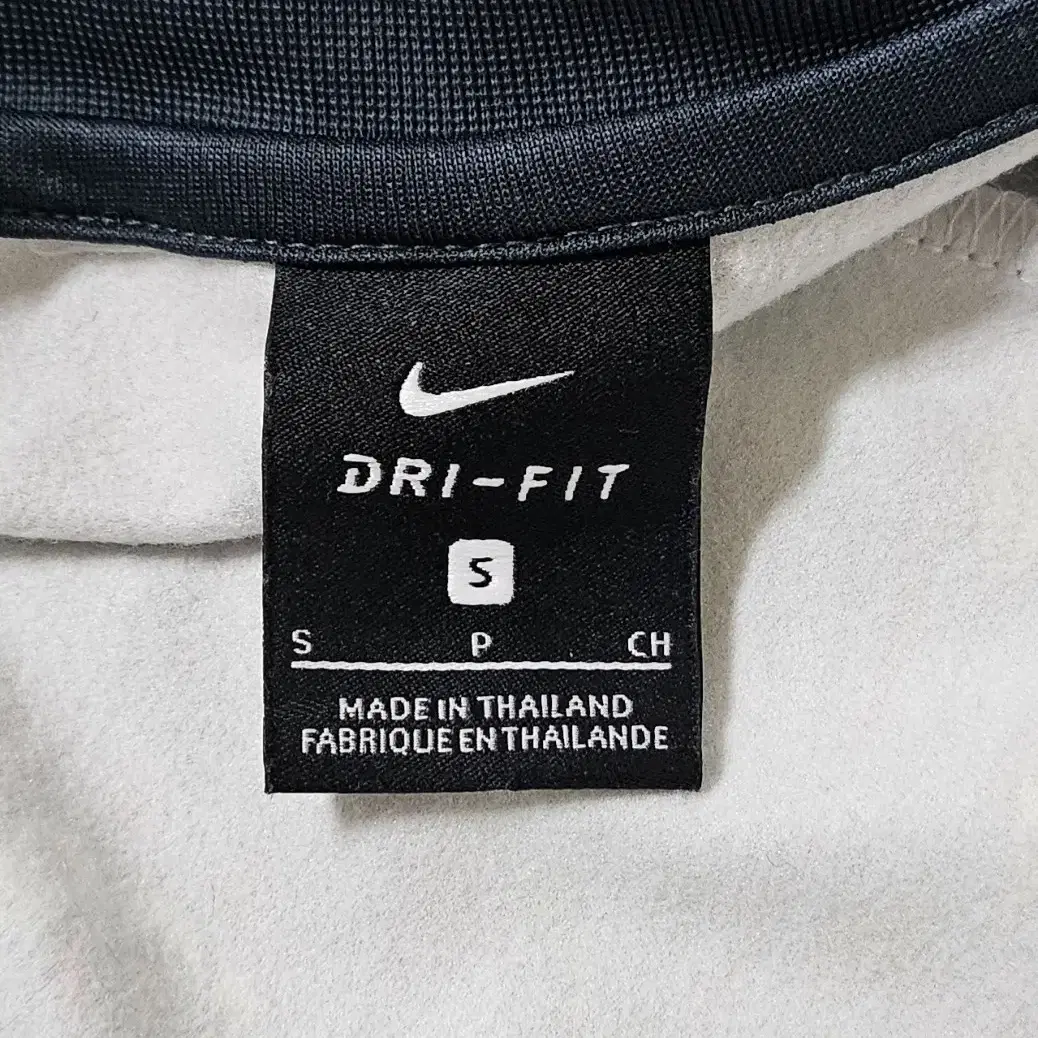 DRI-FIT
S
S P CH
MADE IN THAILAND
FABRIQUE EN THAILANDE